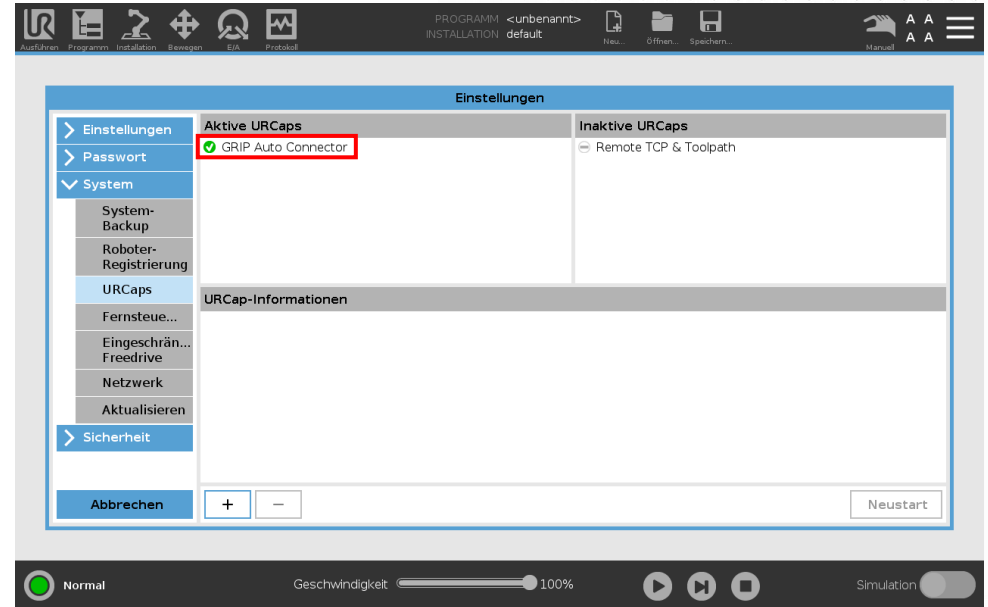 UR
PROGRAMM <unbenannt>
INSTALLATION default
Ausführen Programm Installation Bewegen E/A Protokoll
Neu... Öffnen... Speichern...
Manuell
A A
A A
Einstellungen
Einstellungen
Passwort
System
System-
Backup
Roboter-
Registrierung
URCaps
Fernsteue...
Eingeschrän...
Freedrive
Netzwerk
Aktualisieren
Sicherheit
Abbrechen
Aktive URCaps
GRIP Auto Connector
Inaktive URCaps
Remote TCP & Toolpath
URCap-Informationen
+ −
Neustart
Normal
Geschwindigkeit 100%
Simulation